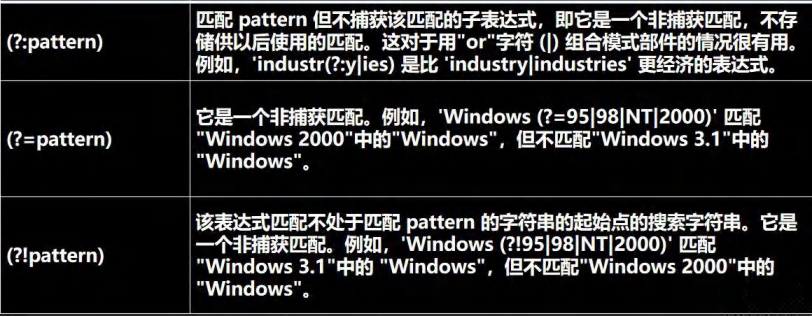 (?:pattern)
匹配 pattern 但不捕获该匹配的子表达式，即它是一个非捕获匹配，不存
储供以后使用的匹配。这对于用"or"字符 (|) 组合模式部件的情况很有用。
例如，'industr(?:y|ies) 是比 'industry|industries' 更经济的表达式。
(?=pattern)
它是一个非捕获匹配。例如，'Windows (?=95|98|NT|2000)' 匹配
"Windows 2000"中的"Windows"，但不匹配"Windows 3.1"中的
"Windows"。
(?!pattern)
该表达式匹配不处于匹配 pattern 的字符串的起始点的搜索字符串。它是
一个非捕获匹配。例如，'Windows (?!95|98|NT|2000)' 匹配
"Windows 3.1"中的 "Windows"，但不匹配"Windows 2000"中的
"Windows"。